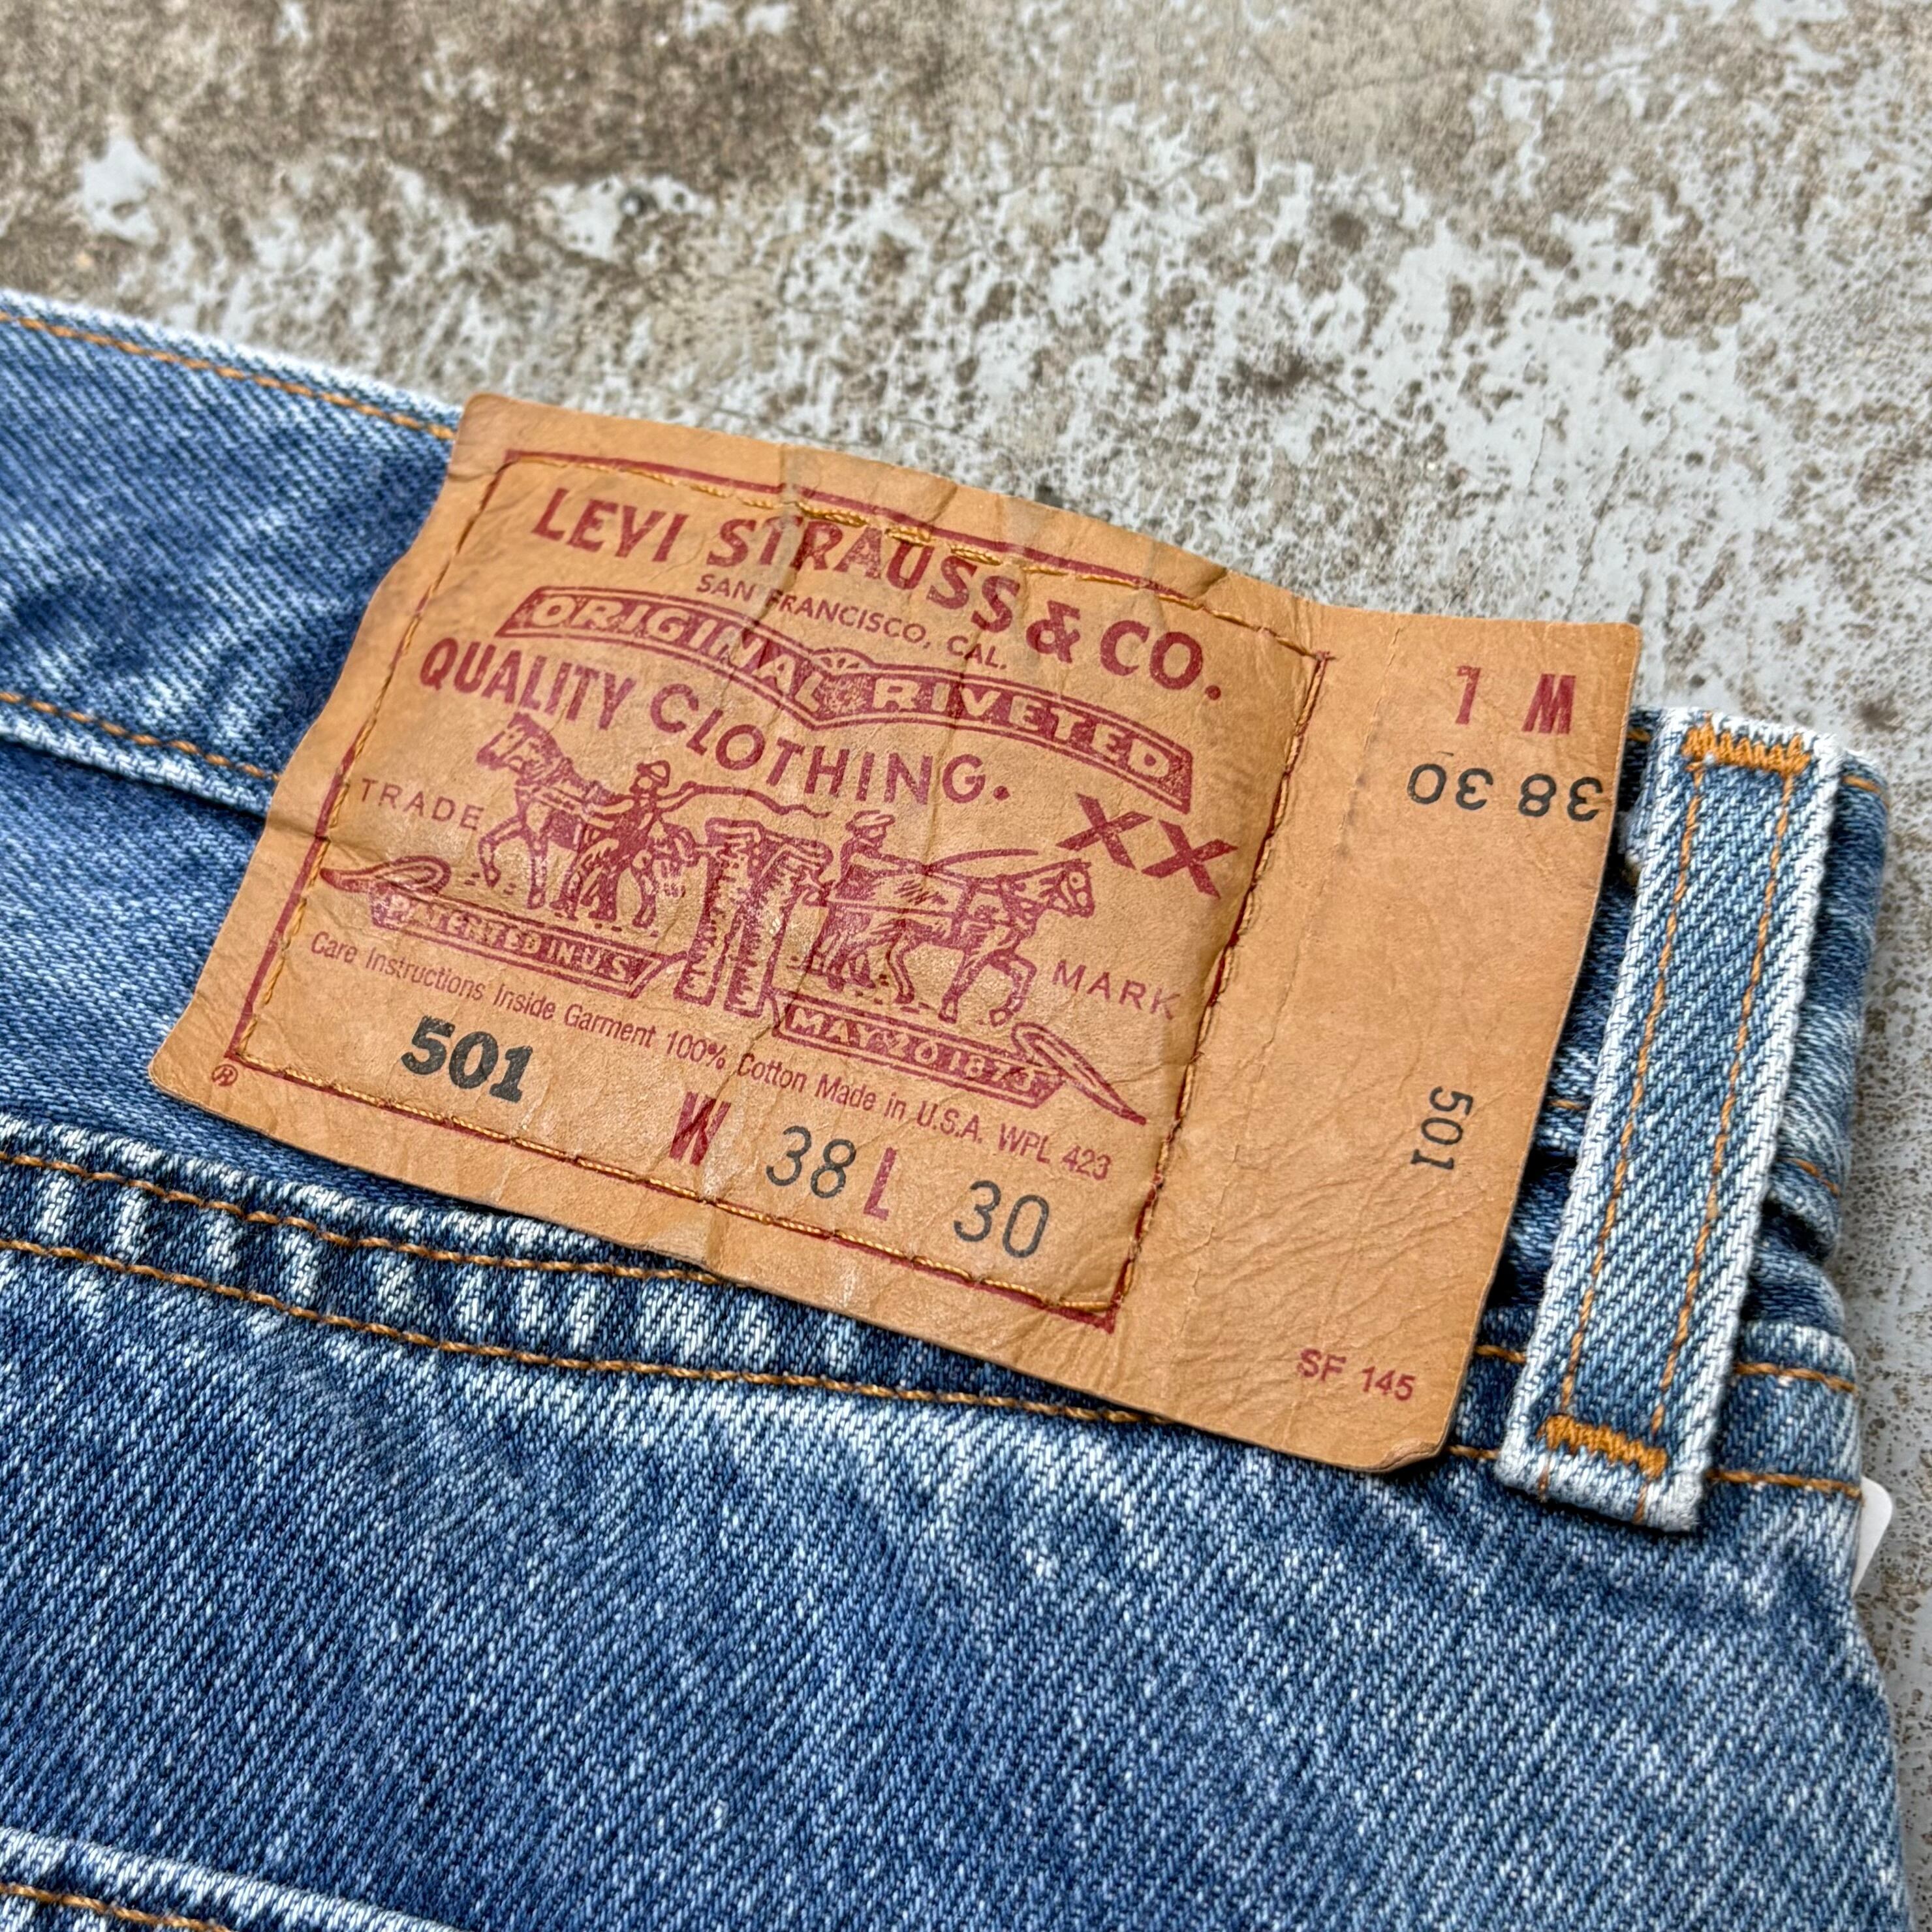 LEVI STRAUSS & CO.
SAN FRANCISCO, CAL.
ORIGINAL RIVETED
QUALITY CLOTHING.
XX
TRADE MARK
PATENTED IN U S
MAY 20 1873
Care Instructions Inside Garment 100% Cotton Made in U.S.A. WPL 423
®
501
W 38 L 30
W L
38 30
501
SF 145